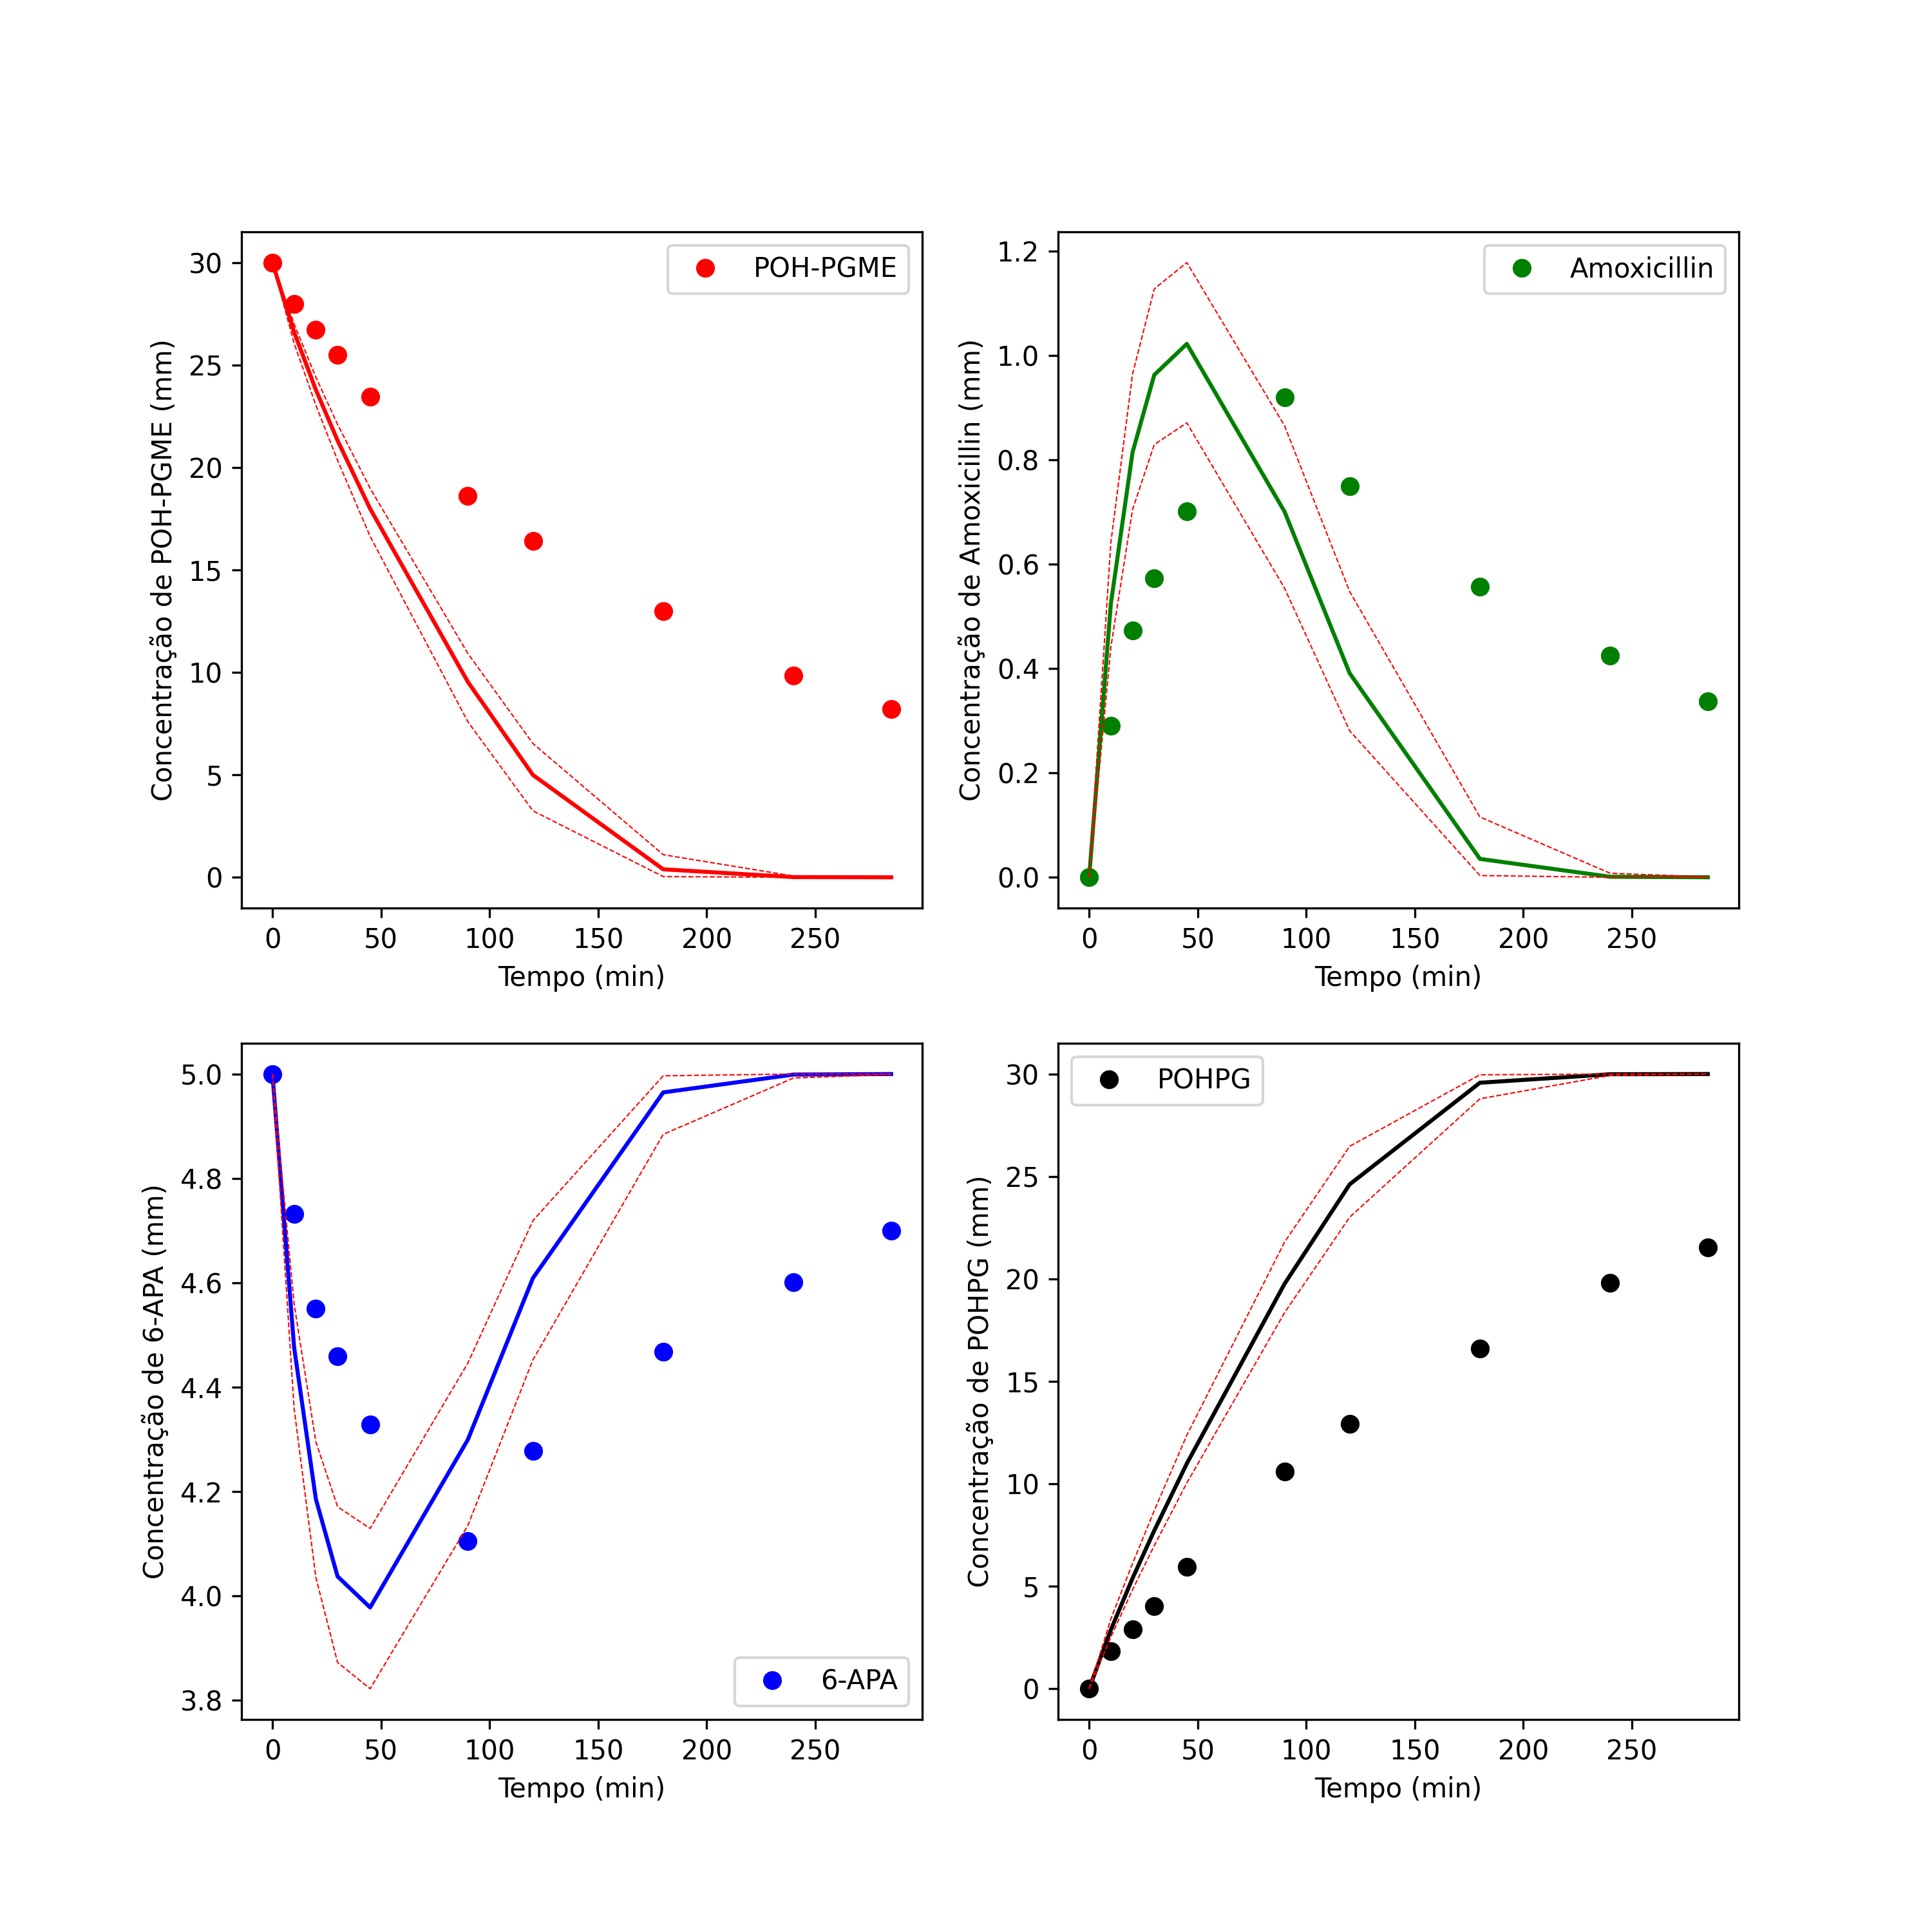 POH-PGME
Concentração de POH-PGME (mm)
30
25
20
15
10
5
0
0 50 100 150 200 250
Tempo (min)
Amoxicillin
Concentração de Amoxicillin (mm)
1.2
1.0
0.8
0.6
0.4
0.2
0.0
0 50 100 150 200 250
Tempo (min)
6-APA
Concentração de 6-APA (mm)
5.0
4.8
4.6
4.4
4.2
4.0
3.8
0 50 100 150 200 250
Tempo (min)
POHPG
Concentração de POHPG (mm)
30
25
20
15
10
5
0
0 50 100 150 200 250
Tempo (min)